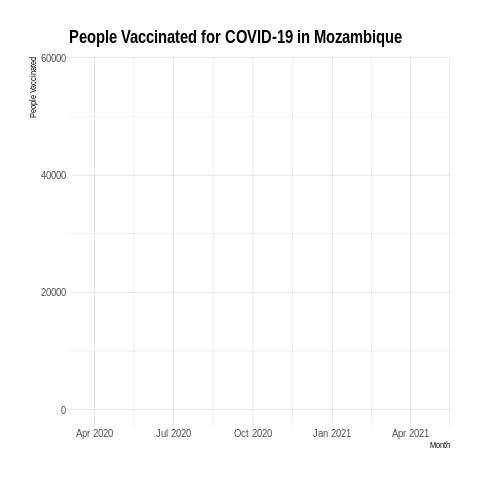 People Vaccinated for COVID-19 in Mozambique
People Vaccinated
60000
40000
20000
0
Apr 2020 Jul 2020 Oct 2020 Jan 2021 Apr 2021
Month